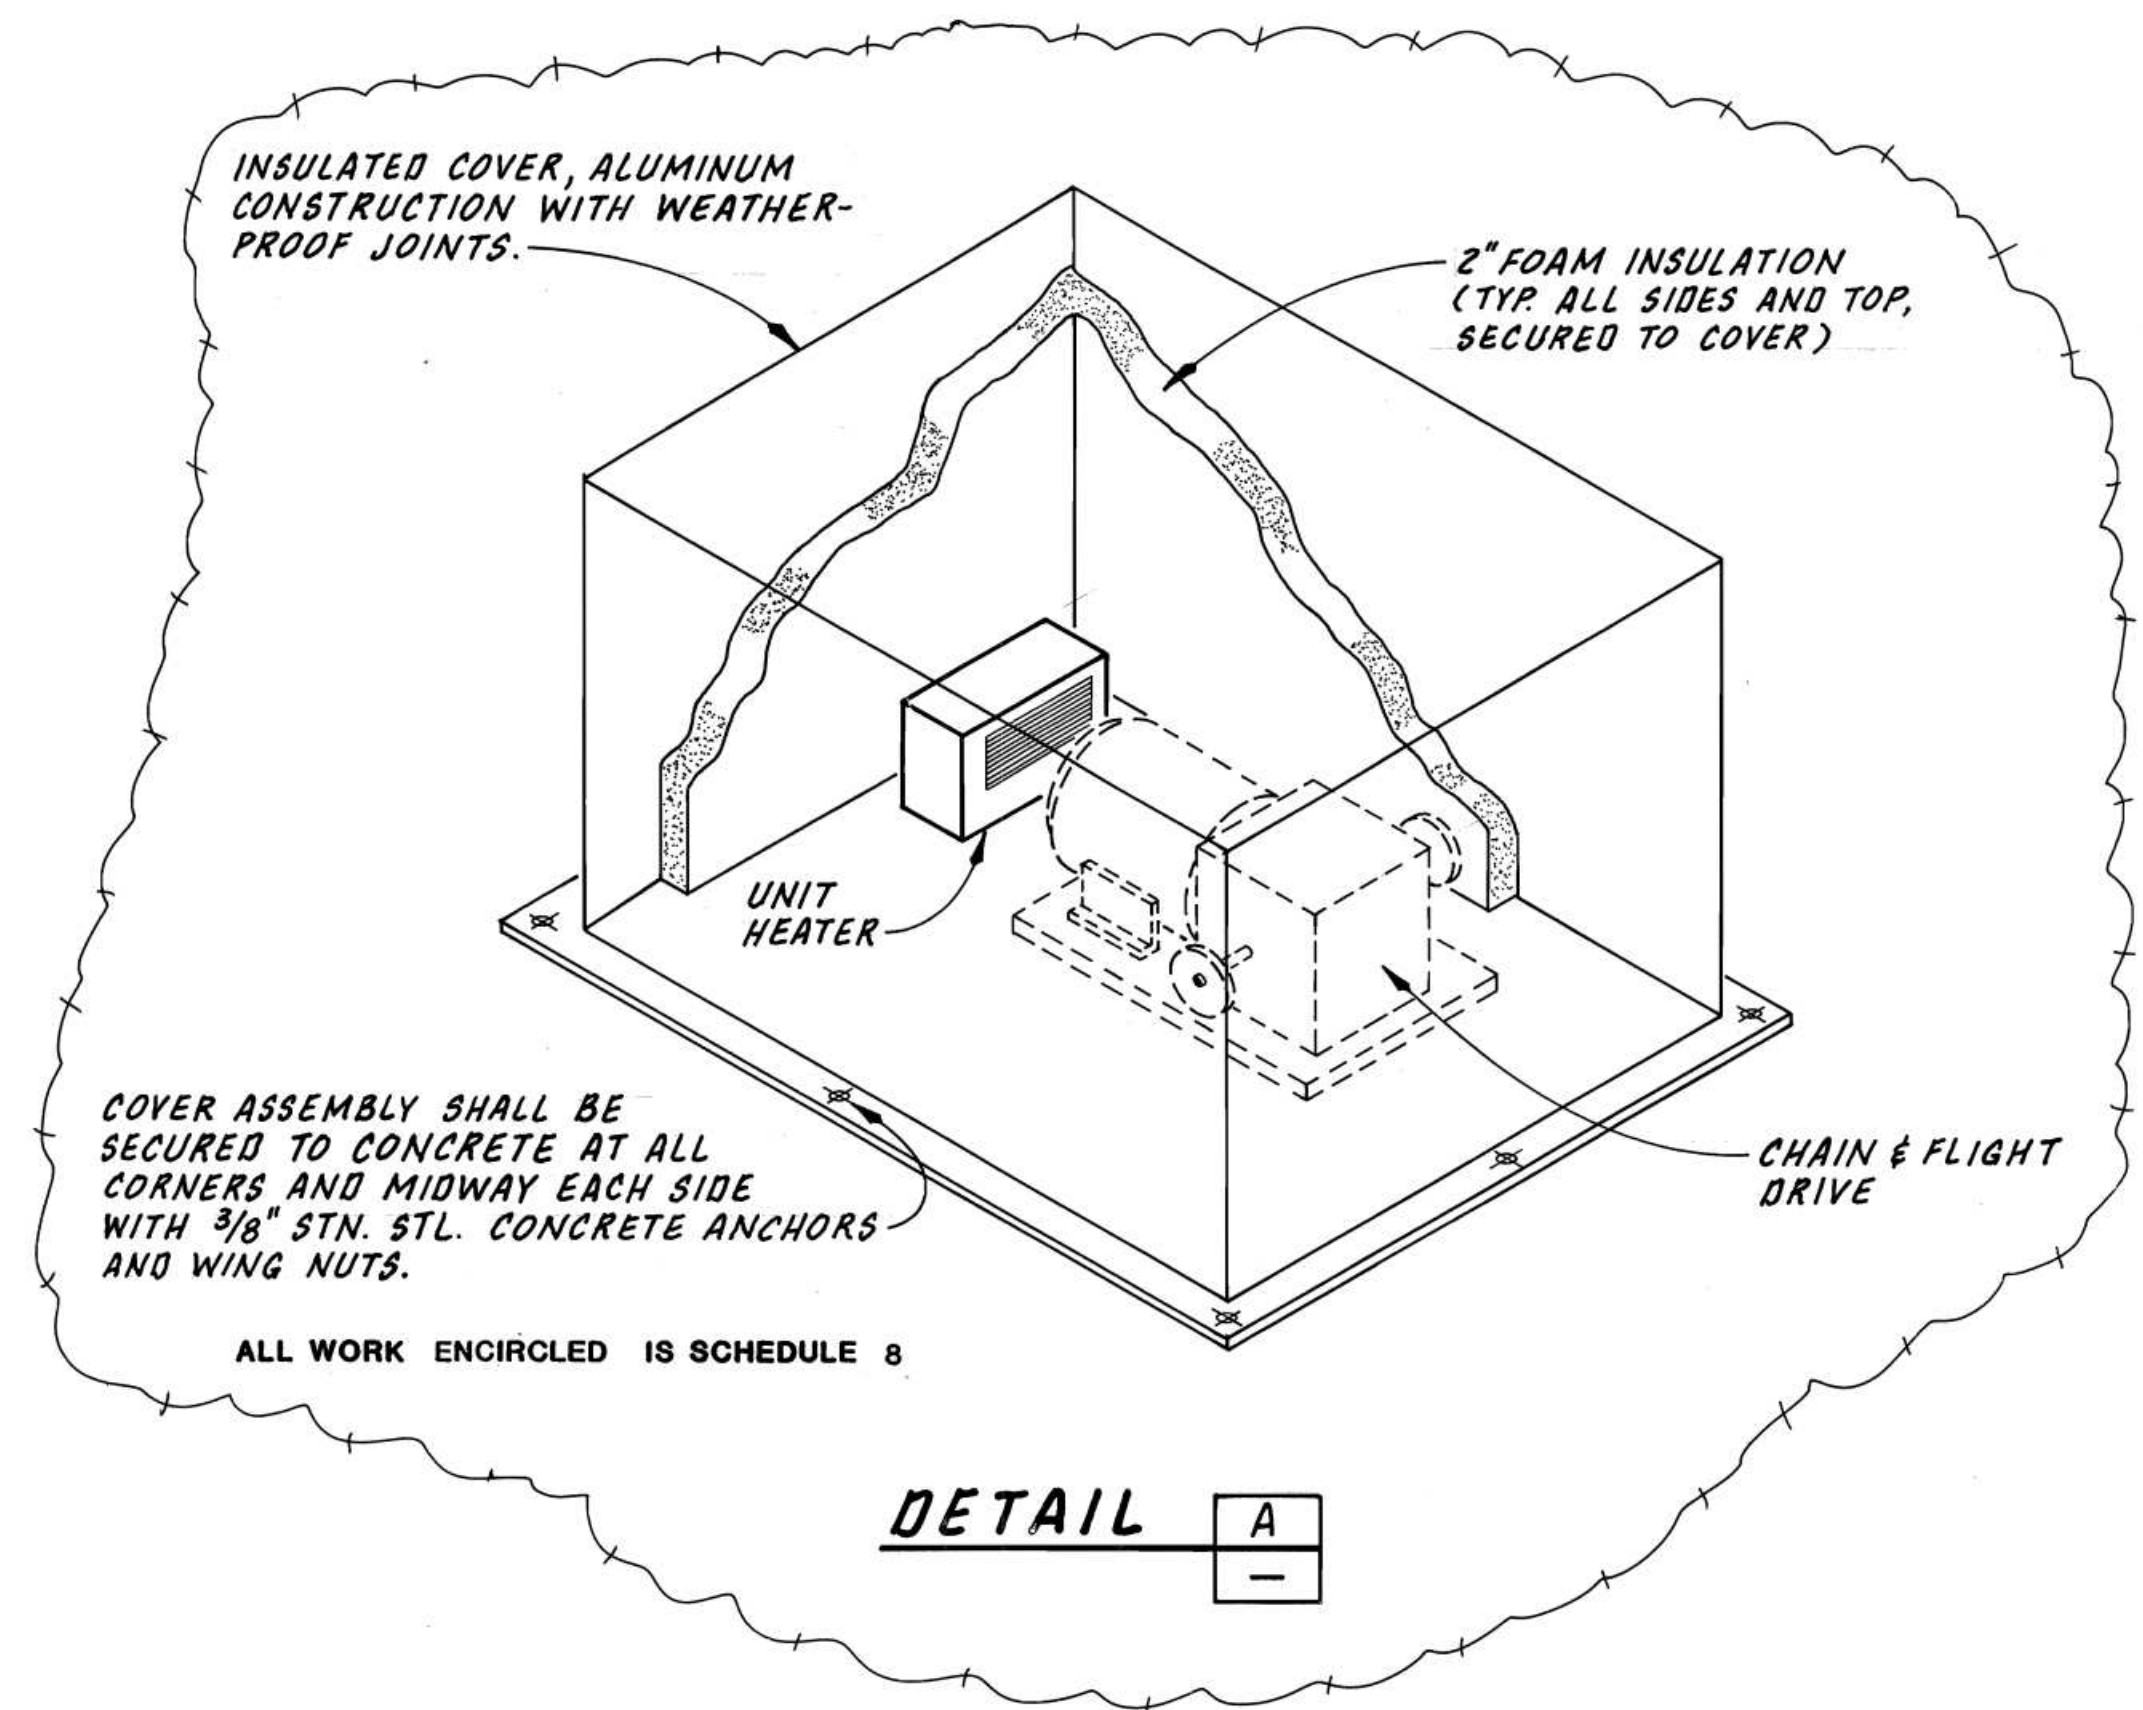 INSULATED COVER, ALUMINUM
CONSTRUCTION WITH WEATHER-
PROOF JOINTS.
2" FOAM INSULATION
(TYP. ALL SIDES AND TOP,
SECURED TO COVER)
UNIT
HEATER
COVER ASSEMBLY SHALL BE
SECURED TO CONCRETE AT ALL
CORNERS AND MIDWAY EACH SIDE
WITH 3/8" STN. STL. CONCRETE ANCHORS
AND WING NUTS.
CHAIN & FLIGHT
DRIVE
ALL WORK ENCIRCLED IS SCHEDULE 8
DETAIL A
—